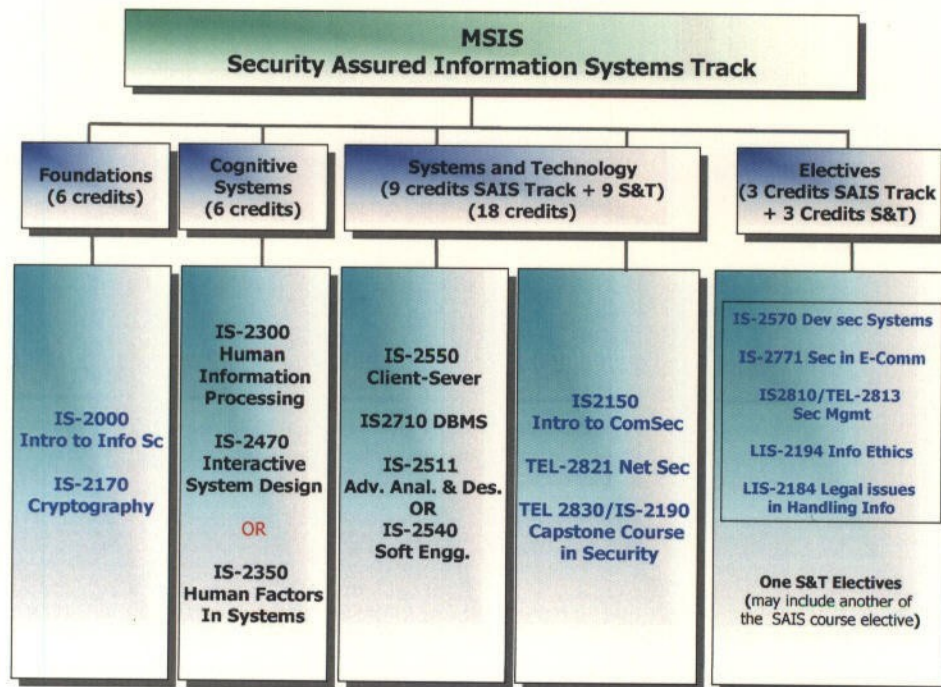 MSIS
Security Assured Information Systems Track
Foundations
(6 credits)
Cognitive
Systems
(6 credits)
Systems and Technology
(9 credits SAIS Track + 9 S&T)
(18 credits)
Electives
(3 Credits SAIS Track
+ 3 Credits S&T)
IS-2000
Intro to Info Sc
IS-2170
Cryptography
IS-2300
Human
Information
Processing
IS-2470
Interactive
System Design
OR
IS-2350
Human Factors
In Systems
IS-2550
Client-Sever
IS2710 DBMS
IS-2511
Adv. Anal. & Des.
OR
IS-2540
Soft Engg.
IS2150
Intro to ComSec
TEL-2821 Net Sec
TEL 2830/IS-2190
Capstone Course
in Security
IS-2570 Dev sec Systems
IS-2771 Sec in E-Comm
IS2810/TEL-2813
Sec Mgmt
LIS-2194 Info Ethics
LIS-2184 Legal issues
in Handling Info
One S&T Electives
(may include another of
the SAIS course elective)